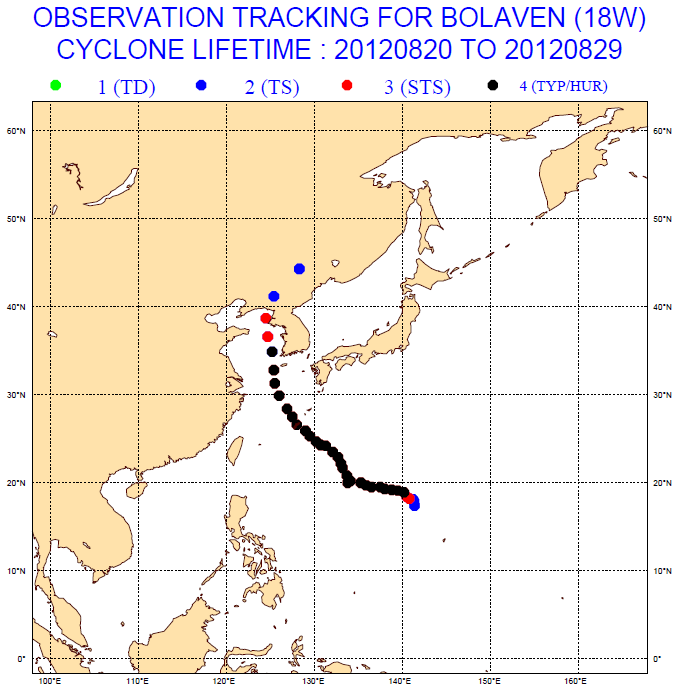 OBSERVATION TRACKING FOR BOLAVEN (18W)
CYCLONE LIFETIME : 20120820 TO 20120829
1 (TD) 2 (TS) 3 (STS) 4 (TYP/HUR)
60°N 60°N
50°N 50°N
40°N 40°N
30°N 30°N
20°N 20°N
10°N 10°N
0° 0°
100°E 110°E 120°E 130°E 140°E 150°E 160°E